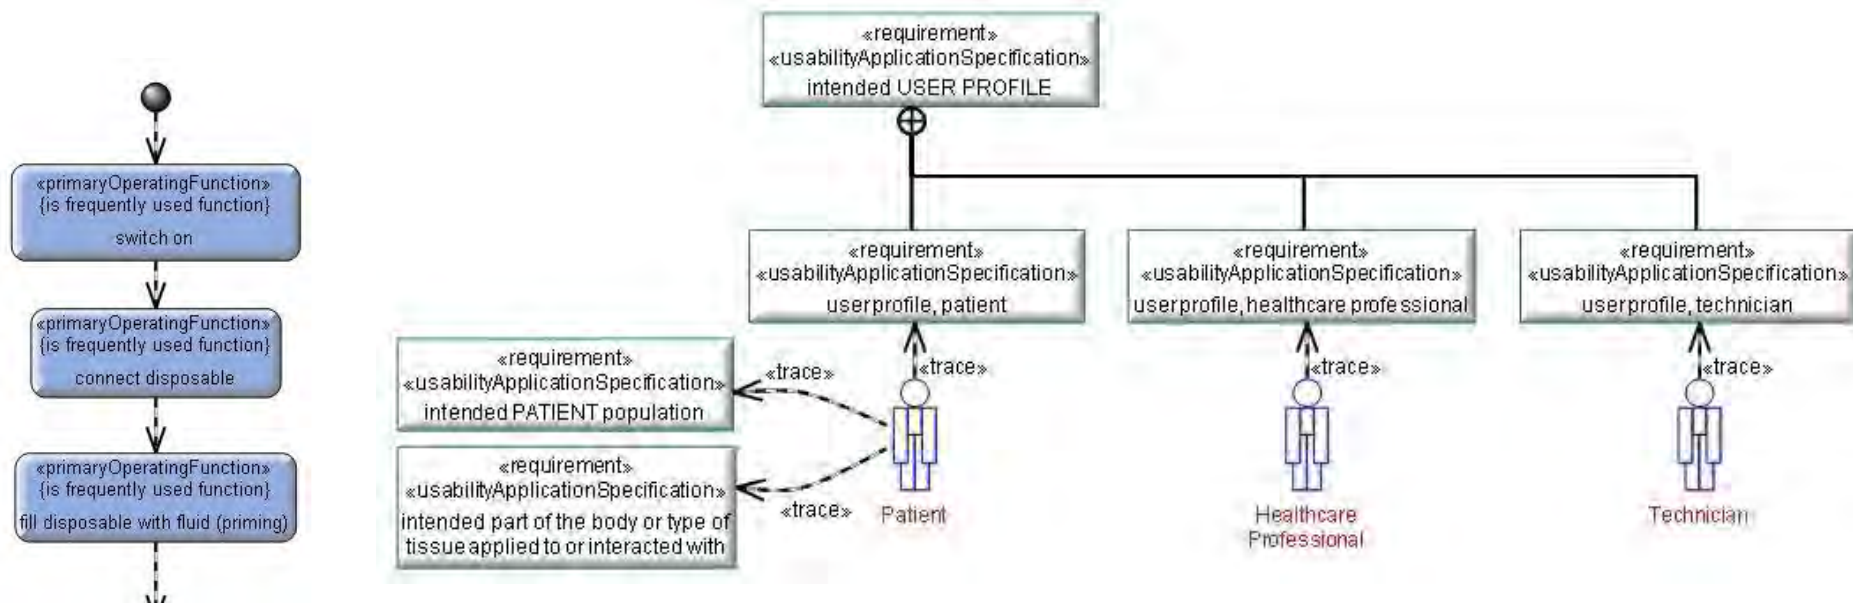 «primaryOperatingFunction»
{is frequently used function}
switch on
«primaryOperatingFunction»
{is frequently used function}
connect disposable
«primaryOperatingFunction»
{is frequently used function}
fill disposable with fluid (priming)
«requirement»
«usabilityApplicationSpecification»
intended USER PROFILE
«requirement»
«usabilityApplicationSpecification»
userprofile, patient
«requirement»
«usabilityApplicationSpecification»
userprofile, healthcare professional
«requirement»
«usabilityApplicationSpecification»
userprofile, technician
«requirement»
«usabilityApplicationSpecification»
intended PATIENT population
«requirement»
«usabilityApplicationSpecification»
intended part of the body or type of
tissue applied to or interacted with
«trace»
«trace»
«trace»
«trace»
«trace»
Patient
Healthcare
Professional
Technician